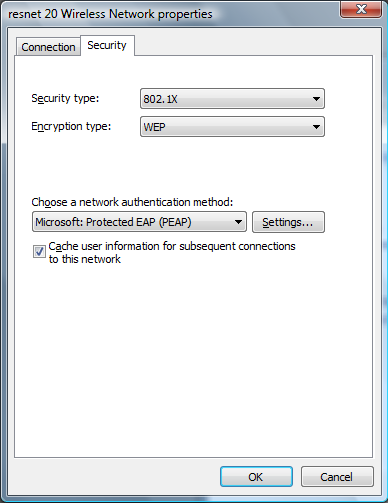 resnet 20 Wireless Network properties
Connection
Security
Security type:
802.1X
Encryption type:
WEP
Choose a network authentication method:
Microsoft: Protected EAP (PEAP)
Settings...
Cache user information for subsequent connections
to this network
OK
Cancel